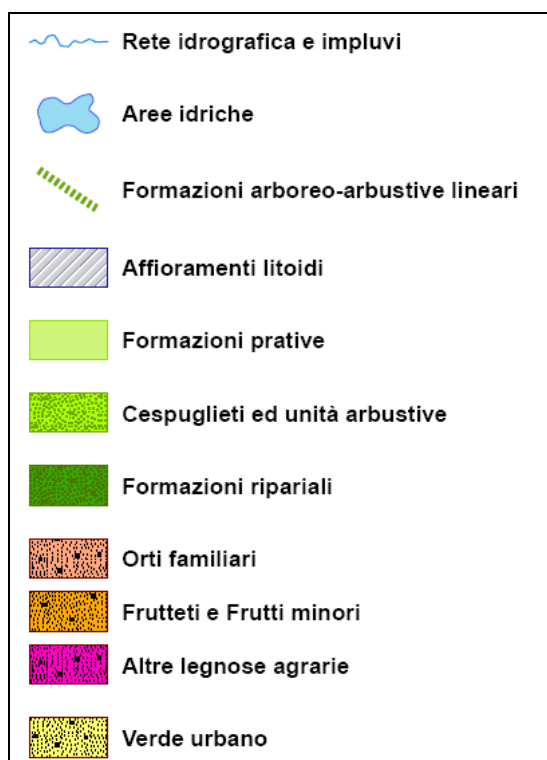 Rete idrografica e impluvi
Aree idriche
Formazioni arboreo-arbustive lineari
Affioramenti litoidi
Formazioni prative
Cespuglieti ed unità arbustive
Formazioni ripariali
Orti familiari
Frutteti e Frutti minori
Altre legnose agrarie
Verde urbano